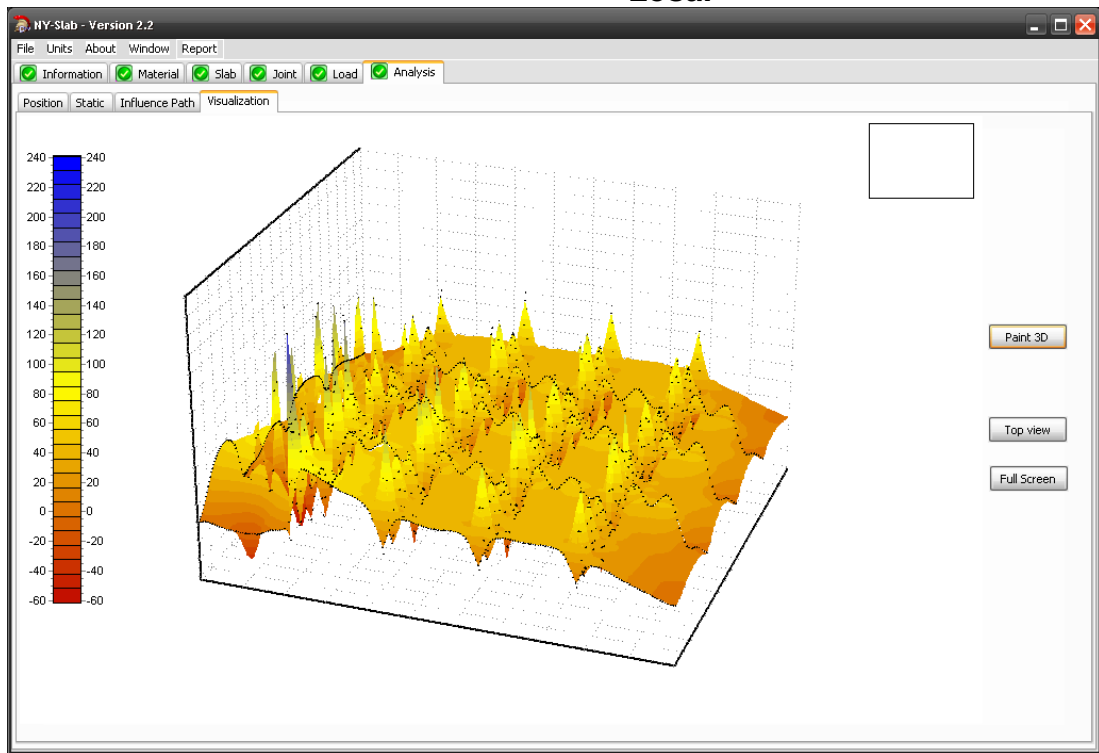 NY-Slab - Version 2.2
File Units About Window Report
Information Material Slab Joint Load Analysis
Position Static Influence Path Visualization
240 240
220 220
200 200
180 180
160 160
140 140
120 120
100 100
80 80
60 60
40 40
20 20
0 0
-20 -20
-40 -40
-60 -60
Paint 3D
Top view
Full Screen